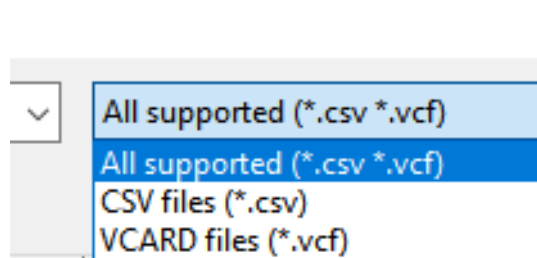 All supported (*.csv *.vcf)
All supported (*.csv *.vcf)
CSV files (*.csv)
VCARD files (*.vcf)